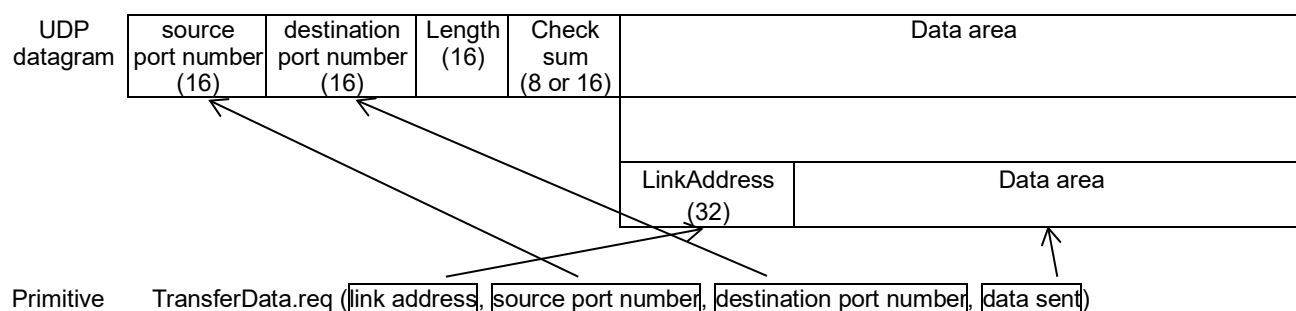 UDP datagram
source port number (16)
destination port number (16)
Length (16)
Check sum (8 or 16)
Data area
LinkAddress (32)
Data area
Primitive TransferData.req (link address, source port number, destination port number, data sent)